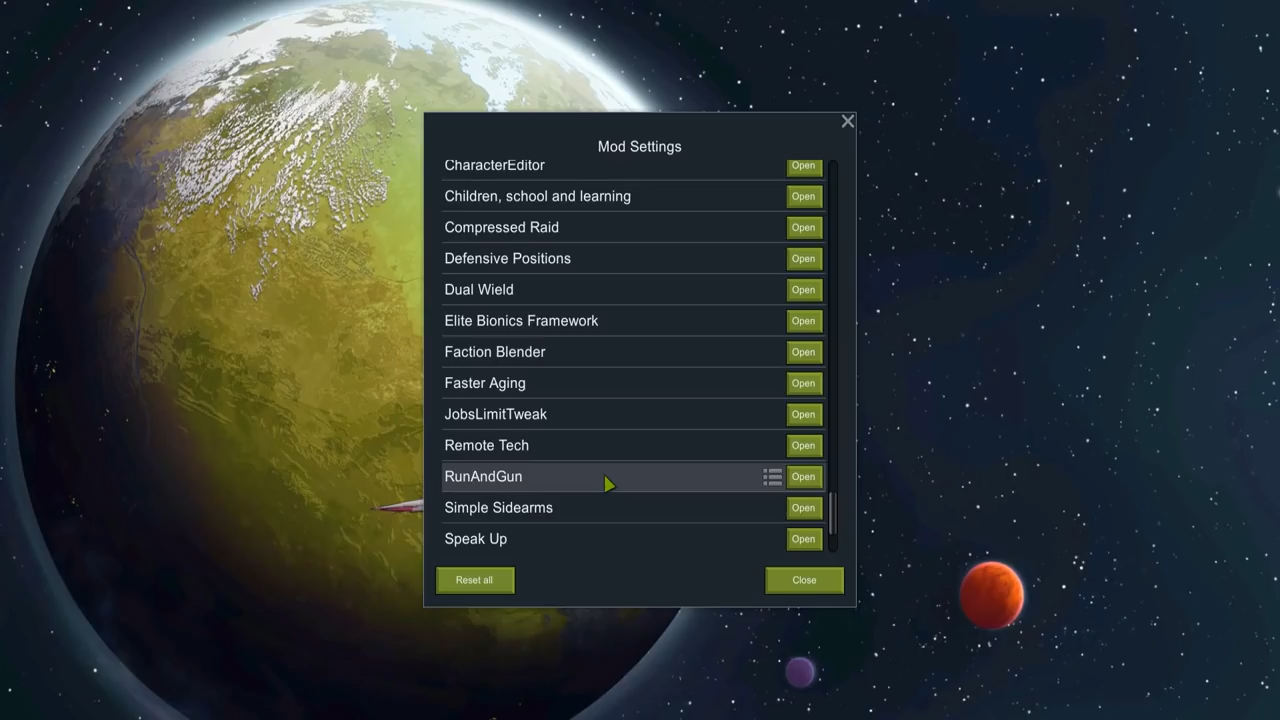 Mod Settings
CharacterEditor Open
Children, school and learning Open
Compressed Raid Open
Defensive Positions Open
Dual Wield Open
Elite Bionics Framework Open
Faction Blender Open
Faster Aging Open
JobsLimitTweak Open
Remote Tech Open
RunAndGun Open
Simple Sidearms Open
Speak Up Open
Reset all Close